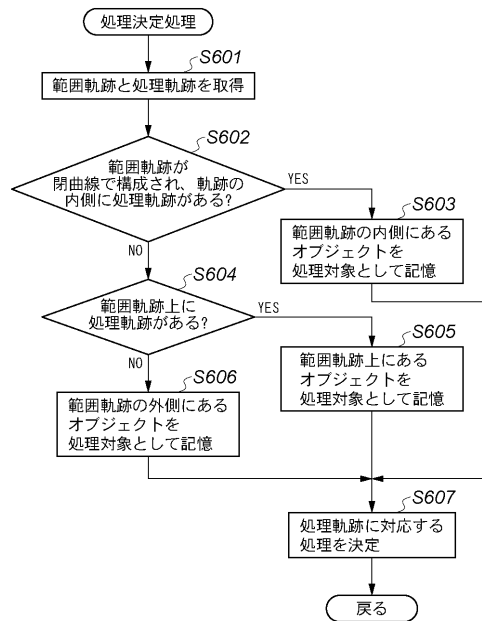 処理決定処理
S601
範囲軌跡と処理軌跡を取得
S602
範囲軌跡が
閉曲線で構成され、軌跡の
内側に処理軌跡がある?
YES
NO
S603
範囲軌跡の内側にある
オブジェクトを
処理対象として記憶
S604
範囲軌跡上に
処理軌跡がある?
YES
NO
S605
範囲軌跡上にある
オブジェクトを
処理対象として記憶
S606
範囲軌跡の外側にある
オブジェクトを
処理対象として記憶
S607
処理軌跡に対応する
処理を決定
戻る